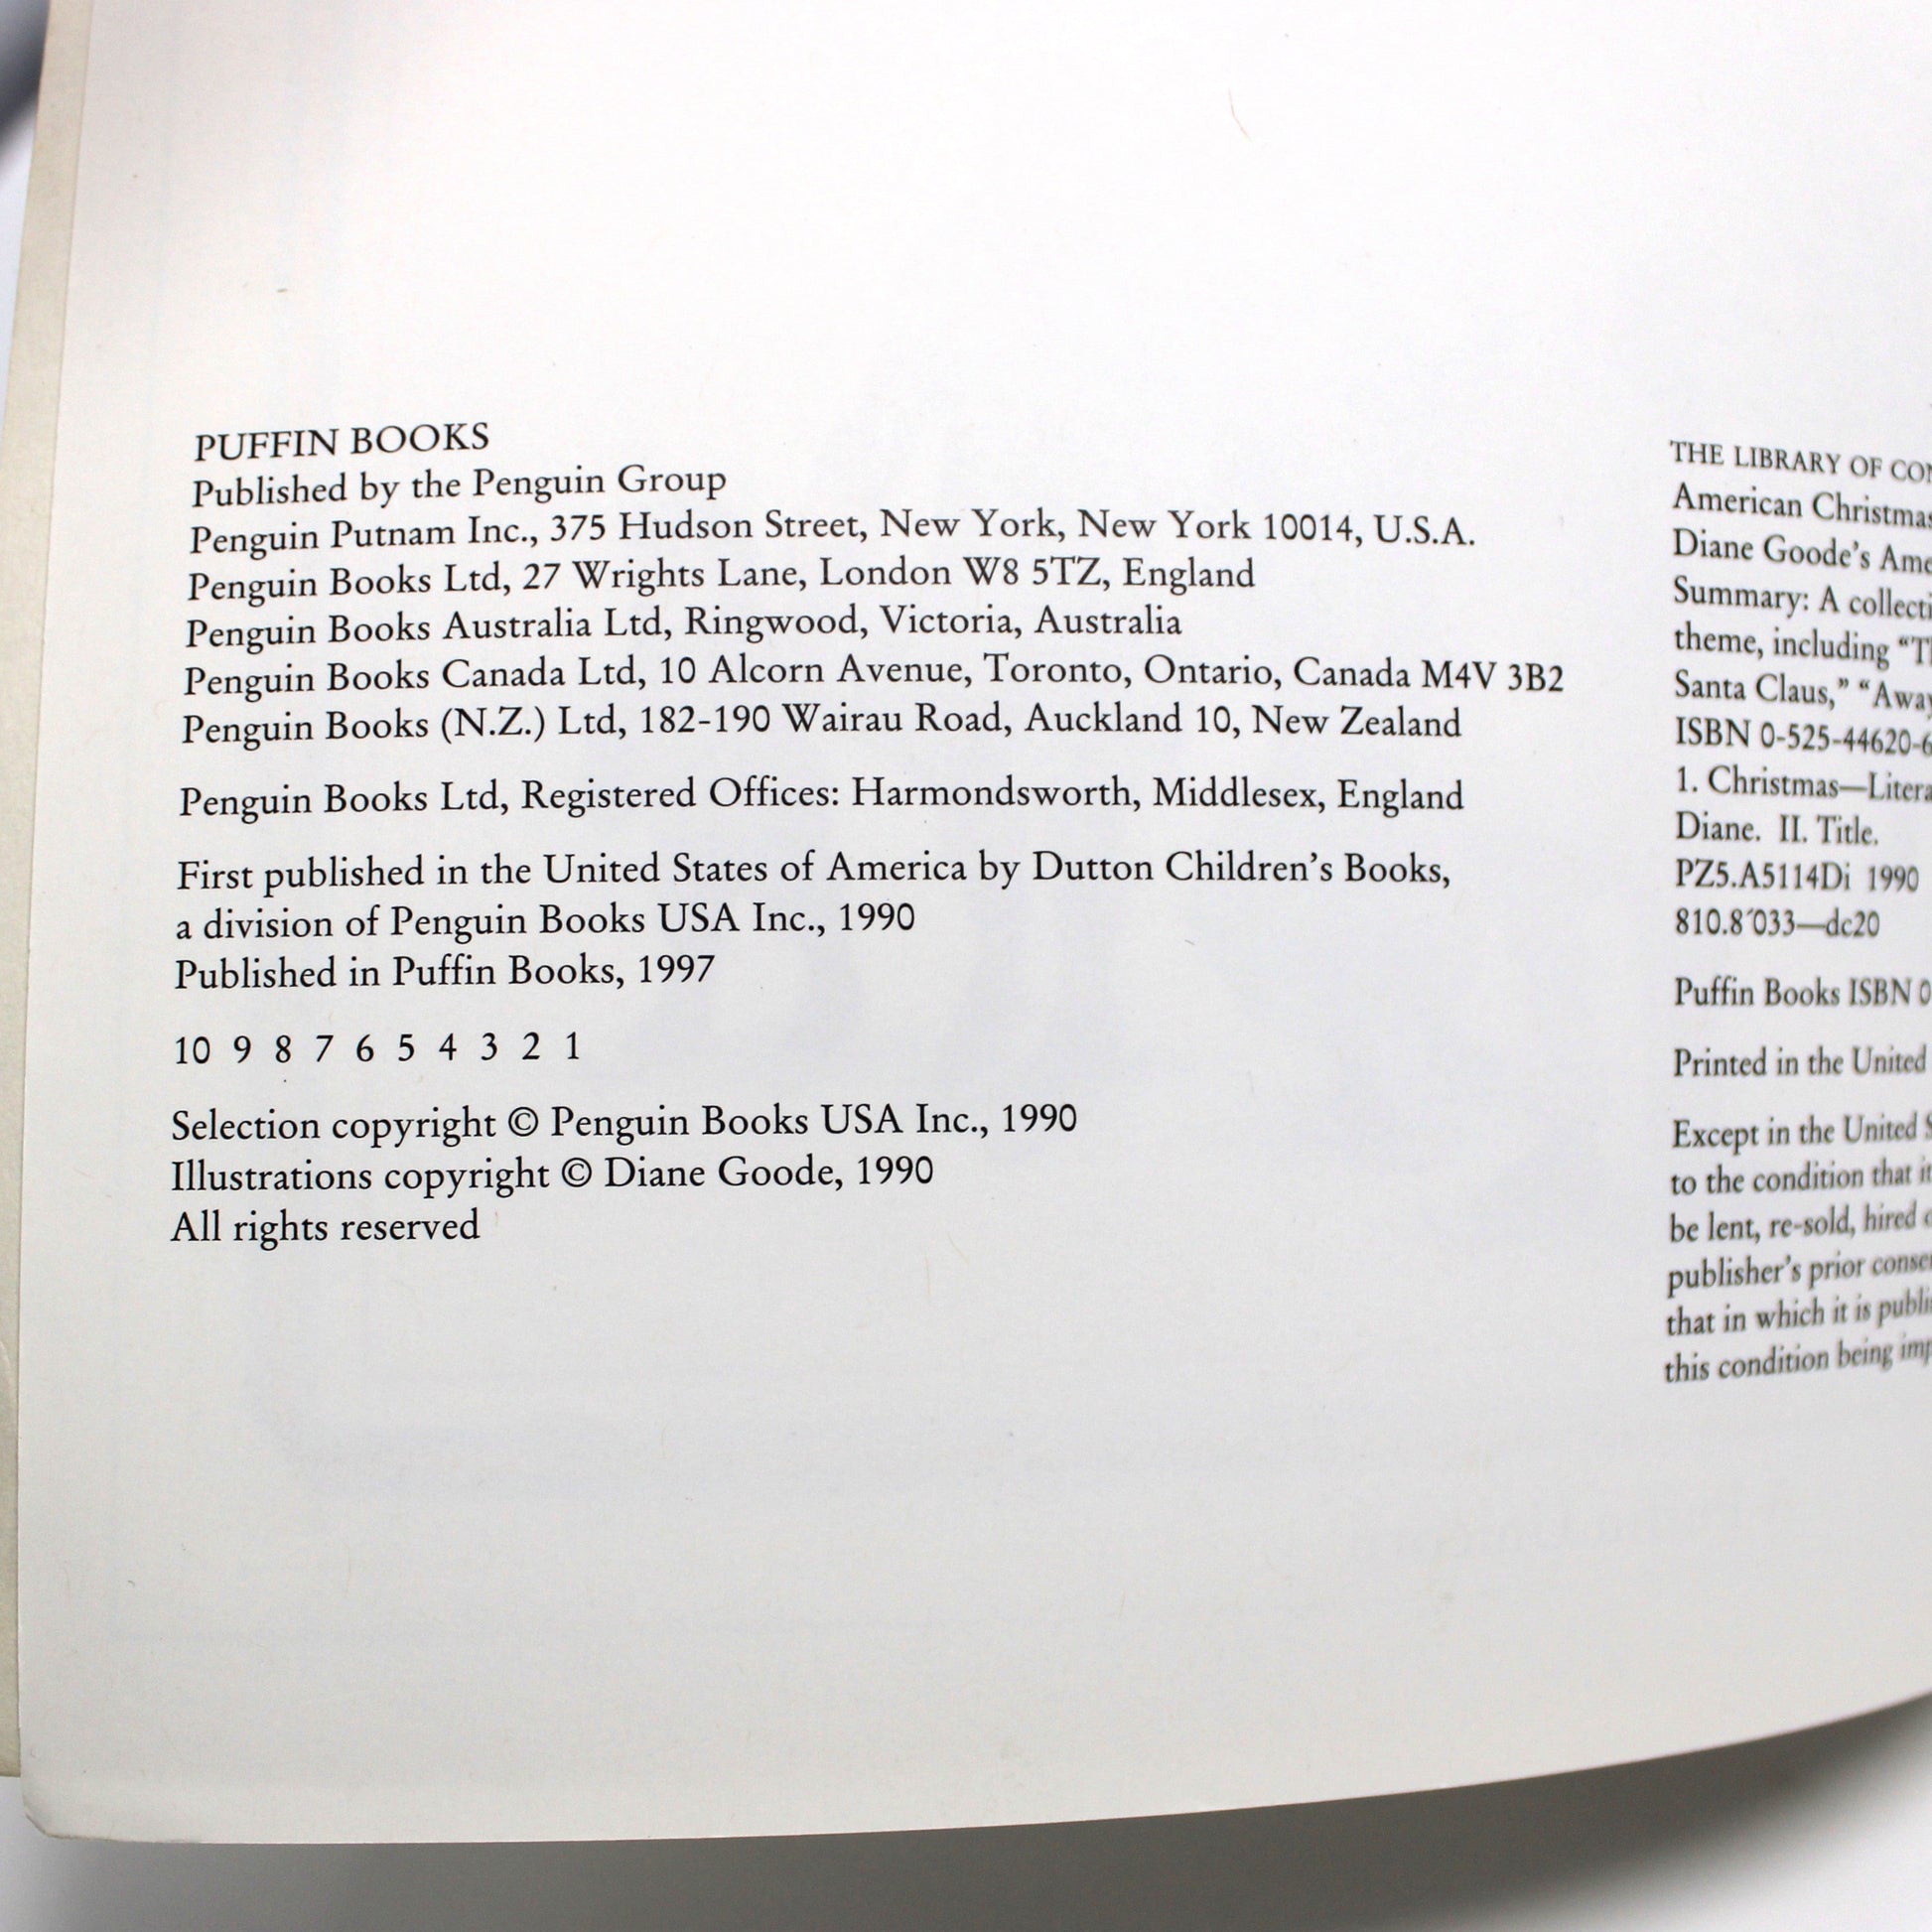 PUFFIN BOOKS
Published by the Penguin Group
Penguin Putnam Inc., 375 Hudson Street, New York, New York 10014, U.S.A.
Penguin Books Ltd, 27 Wrights Lane, London W8 5TZ, England
Penguin Books Australia Ltd, Ringwood, Victoria, Australia
Penguin Books Canada Ltd, 10 Alcorn Avenue, Toronto, Ontario, Canada M4V 3B2
Penguin Books (N.Z.) Ltd, 182-190 Wairau Road, Auckland 10, New Zealand
Penguin Books Ltd, Registered Offices: Harmondsworth, Middlesex, England
First published in the United States of America by Dutton Children's Books,
a division of Penguin Books USA Inc., 1990
Published in Puffin Books, 1997
10 9 8 7 6 5 4 3 2 1
Selection copyright © Penguin Books USA Inc., 1990
Illustrations copyright © Diane Goode, 1990
All rights reserved
THE LIBRARY OF
American Christmas
Diane Goode's
Summary: A
theme, including
Santa Claus,"
ISBN 0-525-44620-6
1. Christmas—
Diane. II. Title.
PZ5.A5114Di 1990
810.8´033—dc20
Puffin Books ISBN 0
Printed in the United
Except in the United
to the condition that it
be lent, re-sold, hired
publisher's prior
that in which it is
this condition being